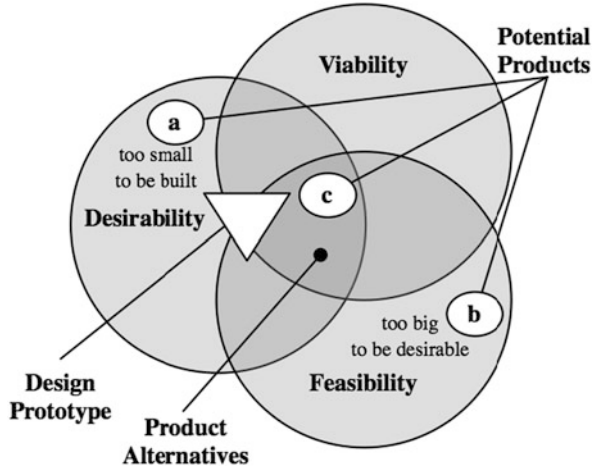 Viability
Potential
Products
a
too small
to be built
c
Desirability
b
too big
to be desirable
Feasibility
Design
Prototype
Product
Alternatives